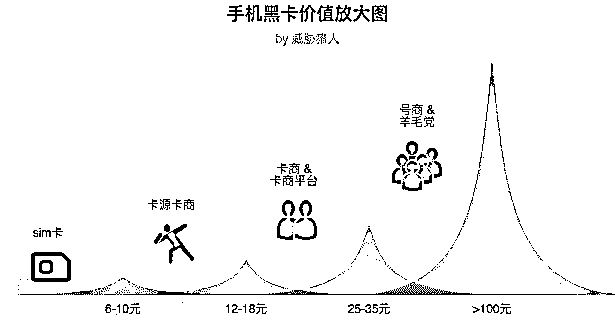 手机黑卡价值放大图
by 威胁猎人
号商 &
羊毛党
卡商 &
卡商平台
卡源卡商
sim卡
6-10元
12-18元
25-35元
>100元